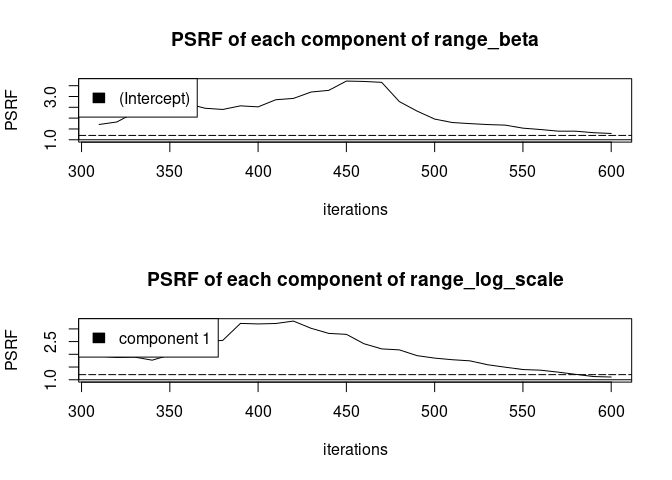 PSRF of each component of range_beta
PSRF
3.0
1.0
(Intercept)
300 350 400 450 500 550 600
iterations
PSRF of each component of range_log_scale
PSRF
2.5
1.0
component 1
300 350 400 450 500 550 600
iterations